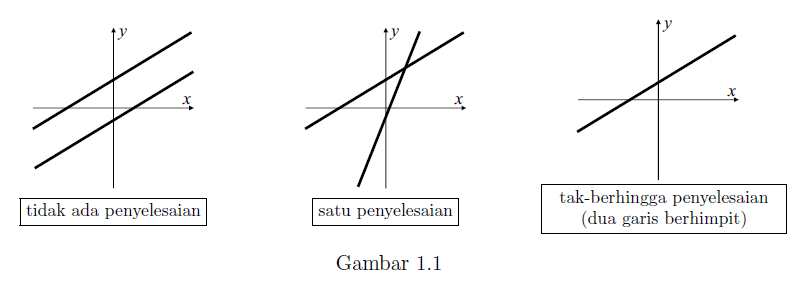 y
x
tidak ada penyelesaian
y
x
satu penyelesaian
y
x
tak-berhingga penyelesaian
(dua garis berhimpit)
Gambar 1.1